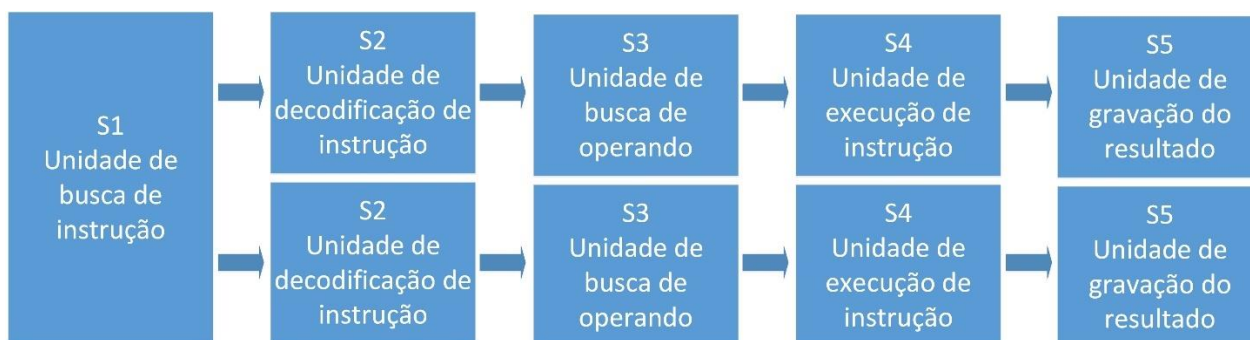 S1
Unidade de
busca de
instrução
S2
Unidade de
decodificação de
instrução
S3
Unidade de
busca de
operando
S4
Unidade de
execução de
instrução
S5
Unidade de
gravação do
resultado
S2
Unidade de
decodificação de
instrução
S3
Unidade de
busca de
operando
S4
Unidade de
execução de
instrução
S5
Unidade de
gravação do
resultado